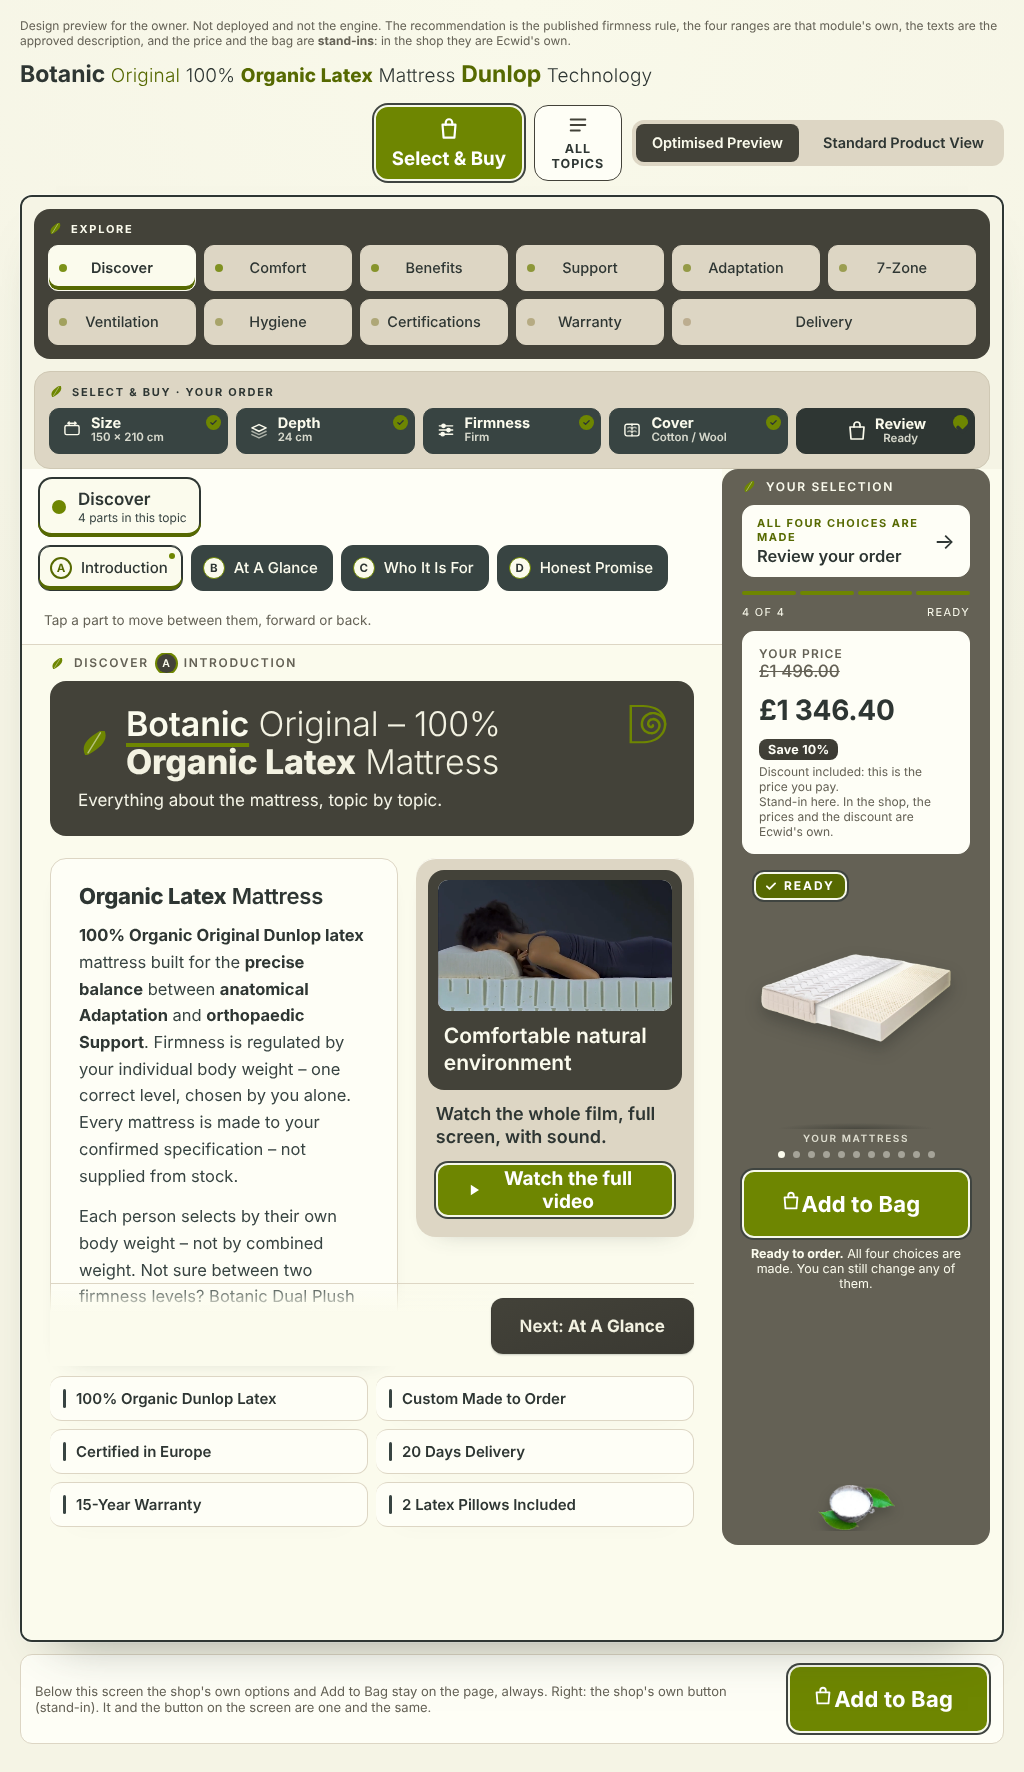 Design preview for the owner. Not deployed and not the engine. The recommendation is the published firmness rule, the four ranges are that module's own, the texts are the
approved description, and the price and the bag are stand-ins: in the shop they are Ecwid's own.
Botanic Original 100% Organic Latex Mattress Dunlop Technology
Select & Buy
ALL
TOPICS
Optimised Preview
Standard Product View
EXPLORE
Discover
Comfort
Benefits
Support
Adaptation
7-Zone
Ventilation
Hygiene
Certifications
Warranty
Delivery
SELECT & BUY · YOUR ORDER
Size
150 × 210 cm
Depth
24 cm
Firmness
Firm
Cover
Cotton / Wool
Review
Ready
Discover
4 parts in this topic
A Introduction
B At A Glance
C Who It Is For
D Honest Promise
Tap a part to move between them, forward or back.
DISCOVER A INTRODUCTION
Botanic Original – 100%
Organic Latex Mattress
Everything about the mattress, topic by topic.
Organic Latex Mattress
100% Organic Original Dunlop latex
mattress built for the precise
balance between anatomical
Adaptation and orthopaedic
Support. Firmness is regulated by
your individual body weight – one
correct level, chosen by you alone.
Every mattress is made to your
confirmed specification – not
supplied from stock.
Each person selects by their own
body weight – not by combined
weight. Not sure between two
firmness levels? Botanic Dual Plush
Comfortable natural
environment
Watch the whole film, full
screen, with sound.
Watch the full
video
Next: At A Glance
100% Organic Dunlop Latex
Custom Made to Order
Certified in Europe
20 Days Delivery
15-Year Warranty
2 Latex Pillows Included
YOUR SELECTION
ALL FOUR CHOICES ARE
MADE
Review your order
4 OF 4
READY
YOUR PRICE
£1 496.00
£1 346.40
Save 10%
Discount included: this is the
price you pay.
Stand-in here. In the shop, the
prices and the discount are
Ecwid's own.
READY
YOUR MATTRESS
Add to Bag
Ready to order. All four choices are
made. You can still change any of
them.
Below this screen the shop's own options and Add to Bag stay on the page, always. Right: the shop's own button
(stand-in). It and the button on the screen are one and the same.
Add to Bag